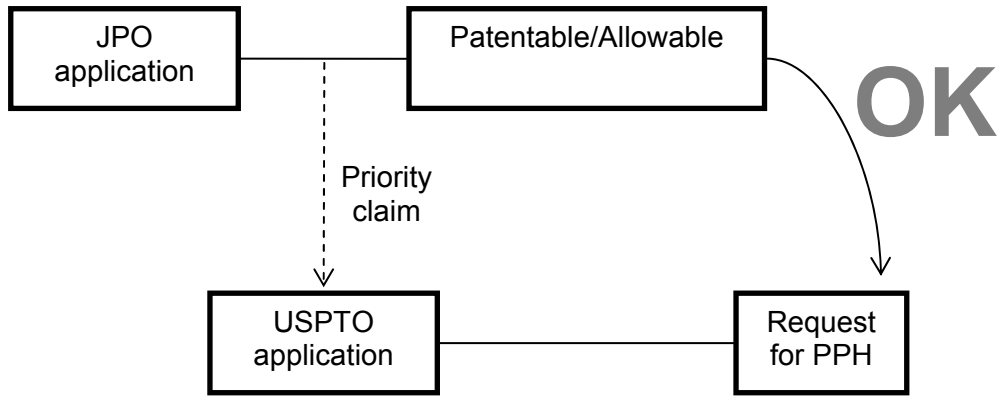 JPO
application
Patentable/Allowable
OK
Priority
claim
USPTO
application
Request
for PPH